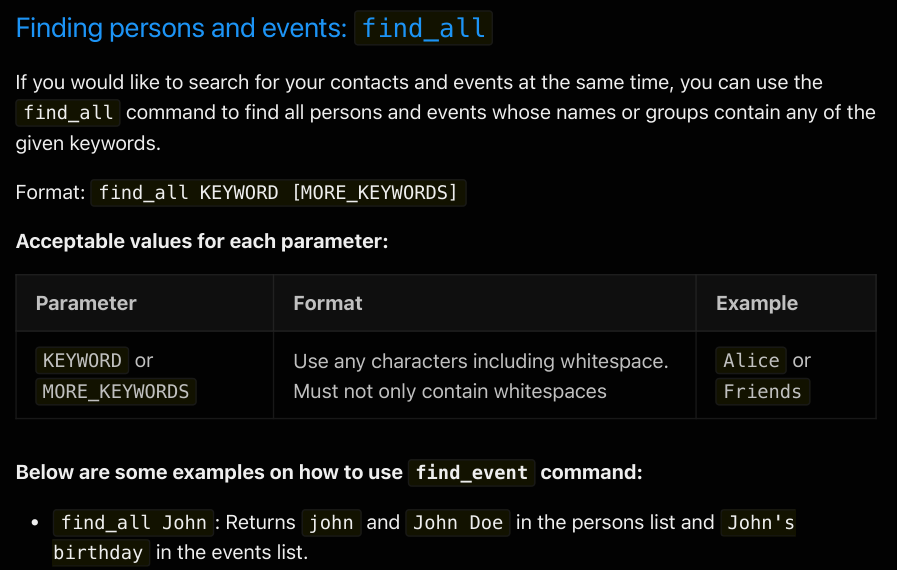 Finding persons and events: find_all
If you would like to search for your contacts and events at the same time, you can use the
find_all command to find all persons and events whose names or groups contain any of the
given keywords.
Format: find_all KEYWORD [MORE_KEYWORDS]
Acceptable values for each parameter:
Parameter Format Example
KEYWORD or Use any characters including whitespace. Alice or
MORE_KEYWORDS Must not only contain whitespaces Friends
Below are some examples on how to use find_event command:
• find_all John: Returns john and John Doe in the persons list and John's
birthday in the events list.